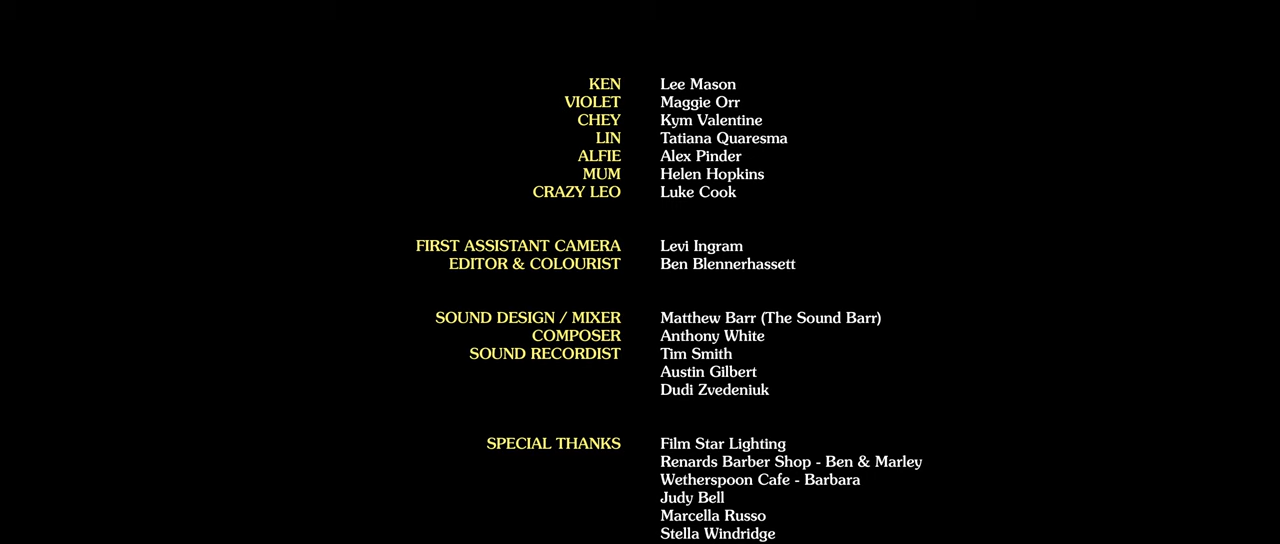 KEN Lee Mason
VIOLET Maggie Orr
CHEY Kym Valentine
LIN Tatiana Quaresma
ALFIE Alex Pinder
MUM Helen Hopkins
CRAZY LEO Luke Cook
FIRST ASSISTANT CAMERA Levi Ingram
EDITOR & COLOURIST Ben Blennerhassett
SOUND DESIGN / MIXER Matthew Barr (The Sound Barr)
COMPOSER Anthony White
SOUND RECORDIST Tim Smith
Austin Gilbert
Dudi Zvedeniuk
SPECIAL THANKS Film Star Lighting
Renards Barber Shop - Ben & Marley
Wetherspoon Cafe - Barbara
Judy Bell
Marcella Russo
Stella Windridge